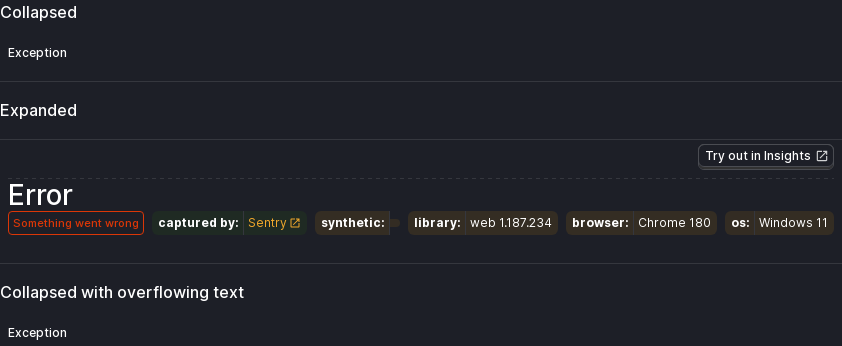 Collapsed
Exception
Expanded
Try out in Insights
Error
Something went wrong captured by: Sentry synthetic: library: web 1.187.234 browser: Chrome 180 os: Windows 11
Collapsed with overflowing text
Exception